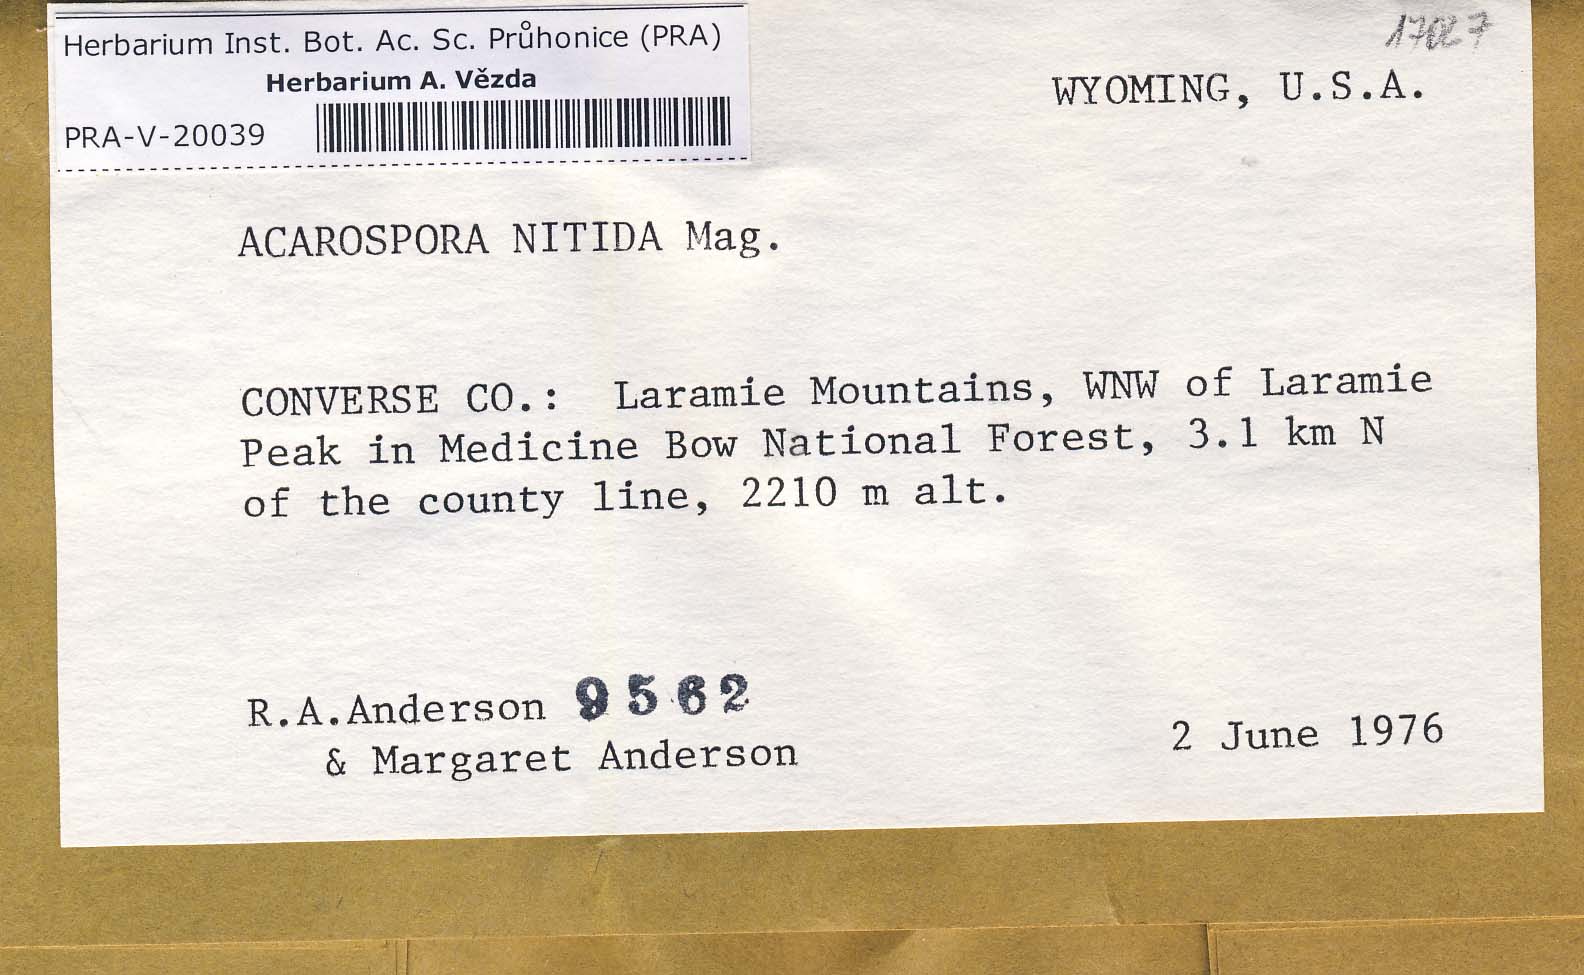 Herbarium Inst. Bot. Ac. Sc. Průhonice (PRA)
Herbarium A. Vězda
PRA-V-20039
WYOMING, U.S.A.
ACAROSPORA NITIDA Mag.
CONVERSE CO.: Laramie Mountains, WNW of Laramie
Peak in Medicine Bow National Forest, 3.1 km N
of the county line, 2210 m alt.
R.A.Anderson 9562
& Margaret Anderson
2 June 1976